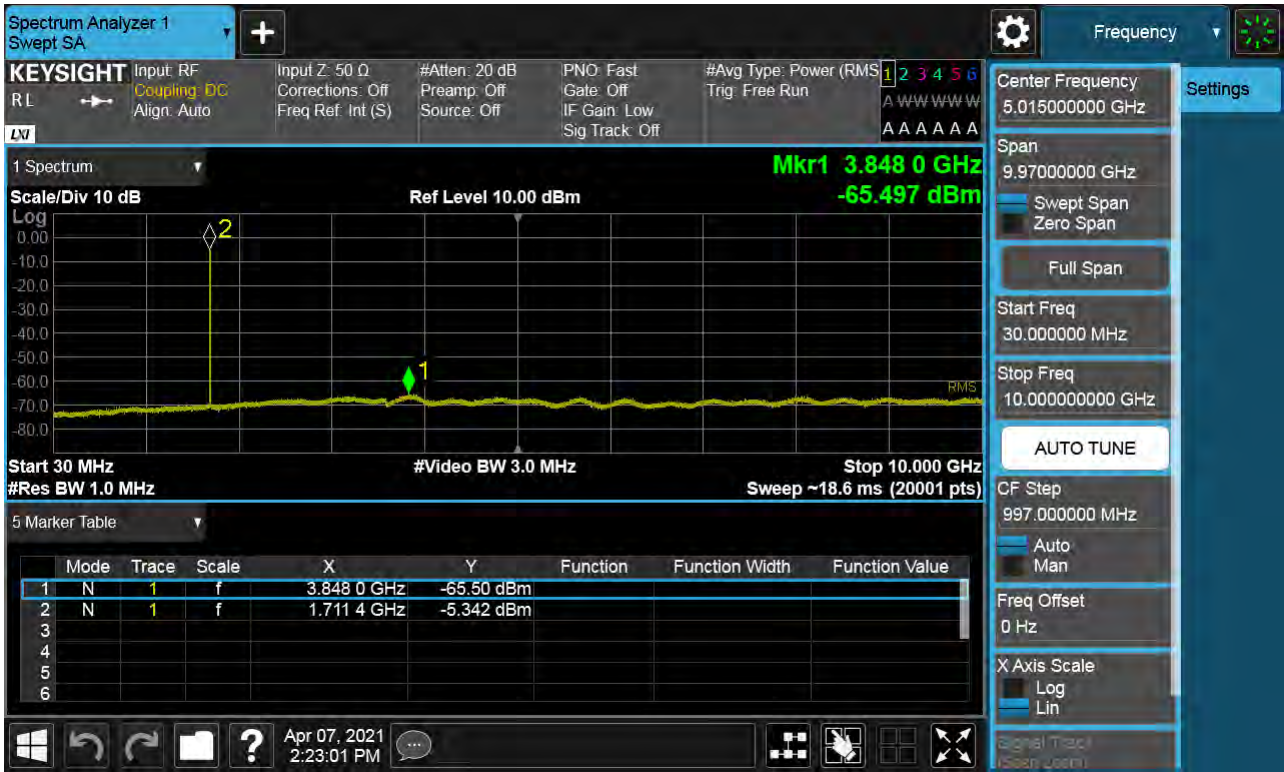 Spectrum Analyzer 1
Swept SA
+
Frequency
KEYSIGHT
RL
LXI
Input: RF
Coupling: DC
Align: Auto
Input Z: 50 Ω
Corrections: Off
Freq Ref: Int (S)
#Atten: 20 dB
Preamp: Off
Source: Off
PNO: Fast
Gate: Off
IF Gain: Low
Sig Track: Off
#Avg Type: Power (RMS
Trig: Free Run
1 2 3 4 5 6
A W W W W W
A A A A A A
1 Spectrum
Mkr1 3.848 0 GHz
Scale/Div 10 dB
Ref Level 10.00 dBm
-65.497 dBm
Log
0.00
-10.0
-20.0
-30.0
-40.0
-50.0
-60.0
-70.0
-80.0
2
1
RMS
Start 30 MHz
#Video BW 3.0 MHz
Stop 10.000 GHz
#Res BW 1.0 MHz
Sweep ~18.6 ms (20001 pts)
5 Marker Table
Mode Trace Scale X Y Function Function Width Function Value
1 N 1 f 3.848 0 GHz -65.50 dBm
2 N 1 f 1.711 4 GHz -5.342 dBm
3
4
5
6
Apr 07, 2021
2:23:01 PM
Center Frequency
5.015000000 GHz
Settings
Span
9.97000000 GHz
Swept Span
Zero Span
Full Span
Start Freq
30.000000 MHz
Stop Freq
10.000000000 GHz
AUTO TUNE
CF Step
997.000000 MHz
Auto
Man
Freq Offset
0 Hz
X Axis Scale
Log
Lin
Signal Track
(Span Zoom)